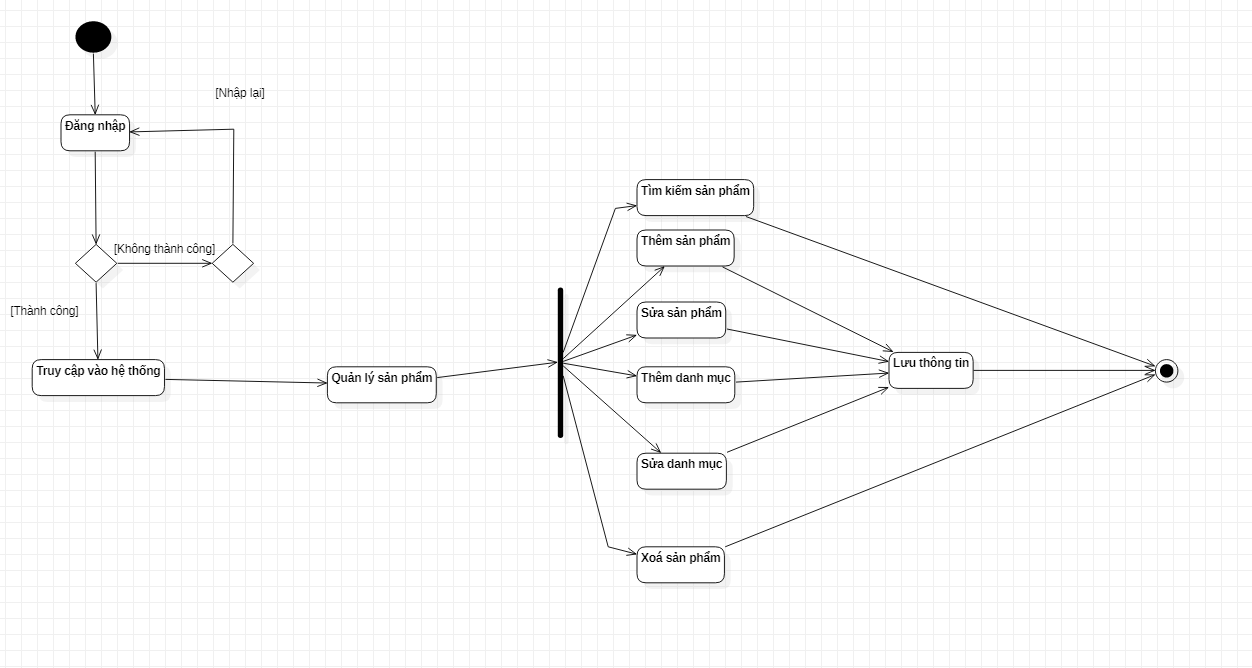 [Nhập lại]
Đăng nhập
Tìm kiếm sản phẩm
Thêm sản phẩm
[Không thành công]
[Thành công]
Sửa sản phẩm
Lưu thông tin
Truy cập vào hệ thống
Quản lý sản phẩm
Thêm danh mục
Sửa danh mục
Xoá sản phẩm